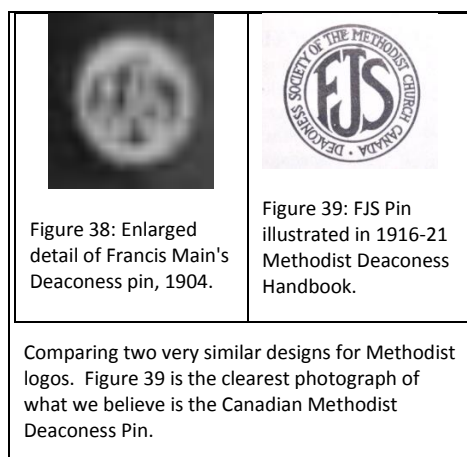 FJS
DEACONESS SOCIETY OF THE METHODIST CHURCH CANADA
FJS
Figure 38: Enlarged
detail of Francis Main's
Deaconess pin, 1904.
Figure 39: FJS Pin
illustrated in 1916-21
Methodist Deaconess
Handbook.
Comparing two very similar designs for Methodist
logos. Figure 39 is the clearest photograph of
what we believe is the Canadian Methodist
Deaconess Pin.